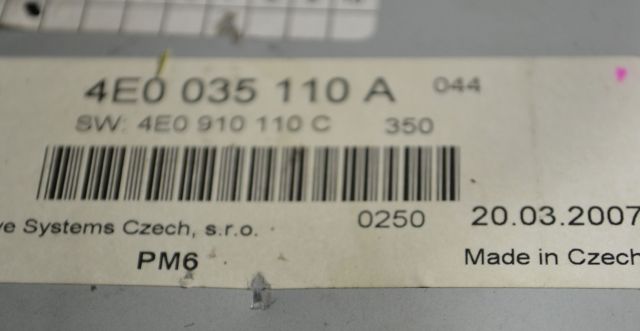 4E0 035 110 A 044
SW: 4E0 910 110 C 350
0250 20.03.2007
ve Systems Czech, s.r.o.
PM6 Made in Czech